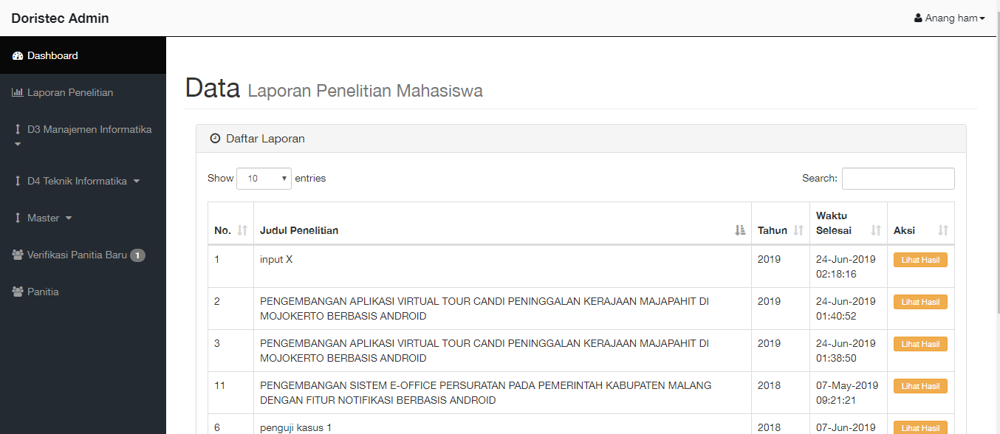 Doristec Admin
Anang ham
Dashboard
Laporan Penelitian
D3 Manajemen Informatika
D4 Teknik Informatika
Master
Verifikasi Panitia Baru 1
Panitia
Data Laporan Penelitian Mahasiswa
Daftar Laporan
Show 10 entries
Search:
No. Judul Penelitian Tahun Waktu Selesai Aksi
1 input X 2019 24-Jun-2019 02:18:16 Lihat Hasil
2 PENGEMBANGAN APLIKASI VIRTUAL TOUR CANDI PENINGGALAN KERAJAAN MAJAPAHIT DI
MOJOKERTO BERBASIS ANDROID 2019 24-Jun-2019 01:40:52 Lihat Hasil
3 PENGEMBANGAN APLIKASI VIRTUAL TOUR CANDI PENINGGALAN KERAJAAN MAJAPAHIT DI
MOJOKERTO BERBASIS ANDROID 2019 24-Jun-2019 01:38:50 Lihat Hasil
11 PENGEMBANGAN SISTEM E-OFFICE PERSURATAN PADA PEMERINTAH KABUPATEN MALANG
DENGAN FITUR NOTIFIKASI BERBASIS ANDROID 2018 07-May-2019 09:21:21 Lihat Hasil
6 penguji kasus 1 2018 07-Jun-2019 Lihat Hasil